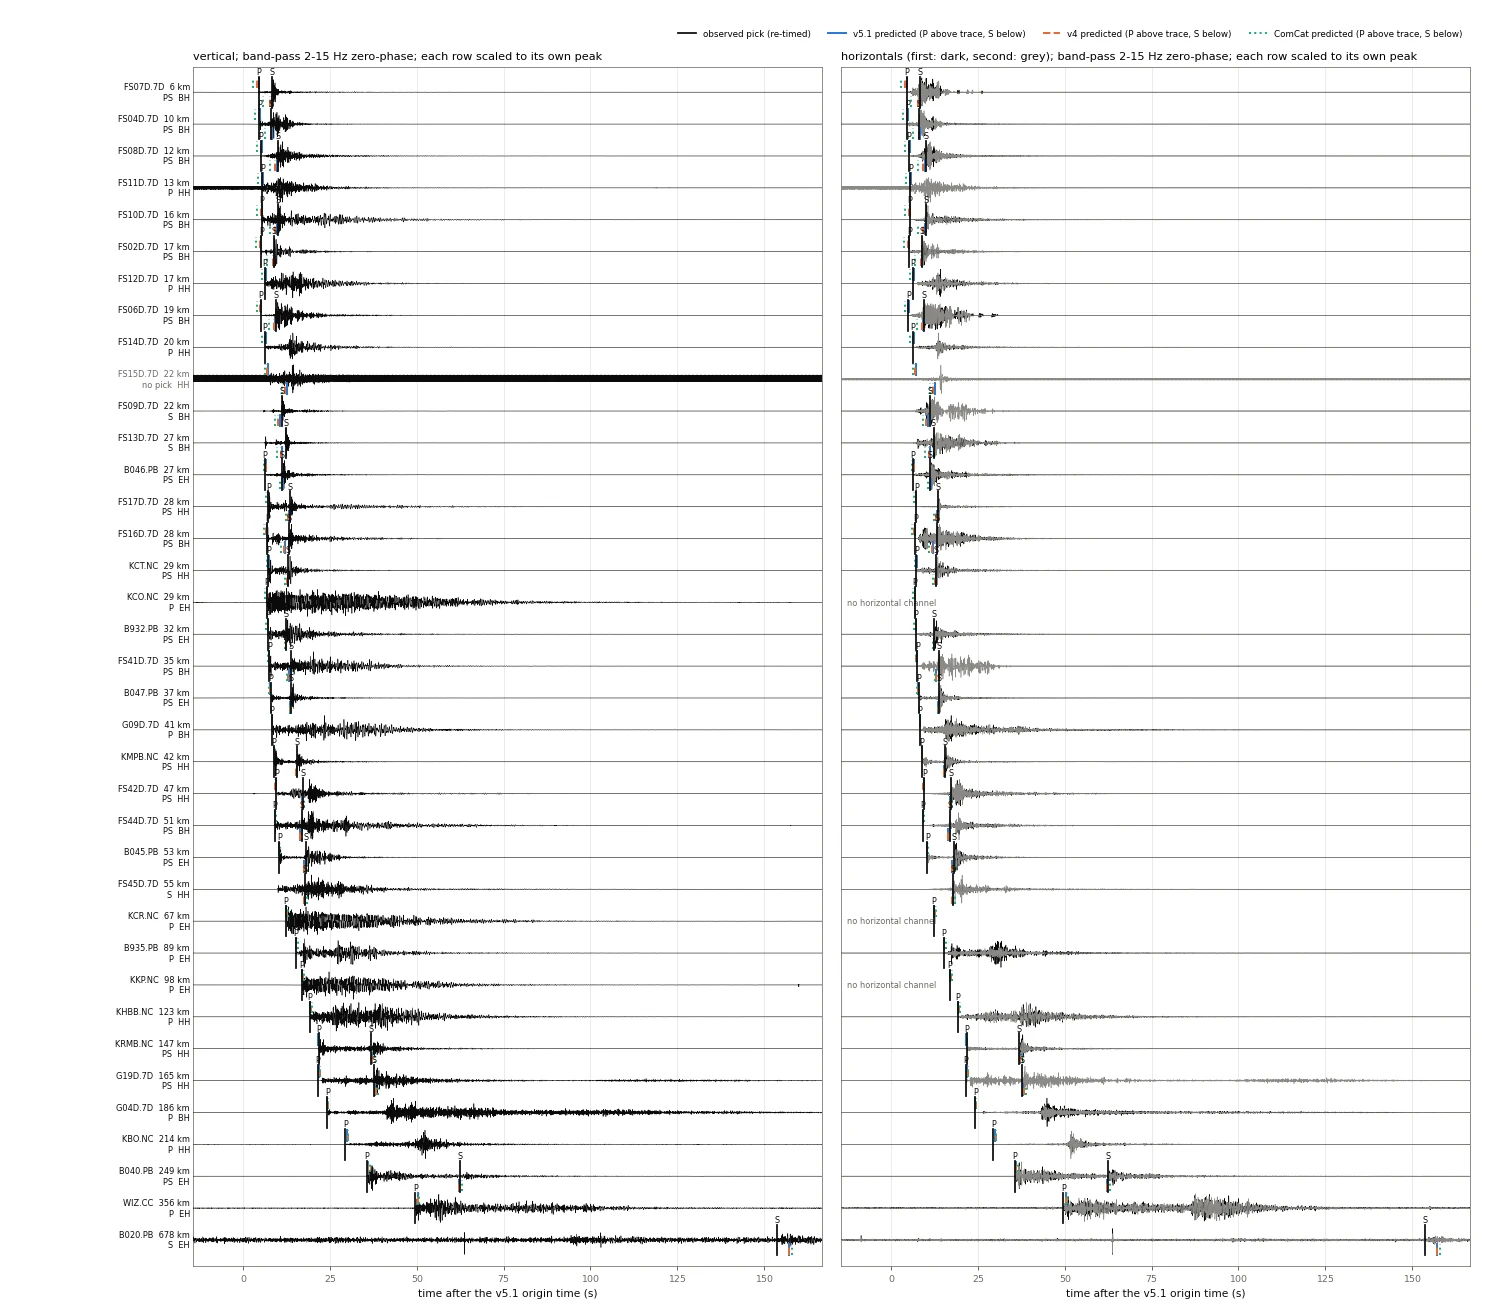 observed pick (re-timed)   v5.1 predicted (P above trace, S below)   v4 predicted (P above trace, S below)   ComCat predicted (P above trace, S below)
vertical; band-pass 2-15 Hz zero-phase; each row scaled to its own peak
horizontals (first: dark, second: grey); band-pass 2-15 Hz zero-phase; each row scaled to its own peak
FS07D.7D 6 km
PS BH
FS04D.7D 10 km
PS BH
FS08D.7D 12 km
PS BH
FS11D.7D 13 km
P HH
FS10D.7D 16 km
PS BH
FS02D.7D 17 km
PS BH
FS12D.7D 17 km
P HH
FS06D.7D 19 km
PS BH
FS14D.7D 20 km
P HH
FS15D.7D 22 km
no pick HH
FS09D.7D 22 km
S BH
FS13D.7D 27 km
S BH
B046.PB 27 km
PS EH
FS17D.7D 28 km
PS HH
FS16D.7D 28 km
PS BH
KCT.NC 29 km
PS HH
KCO.NC 29 km
P EH
no horizontal channel
B932.PB 32 km
PS EH
FS41D.7D 35 km
PS BH
B047.PB 37 km
PS EH
G09D.7D 41 km
P BH
KMPB.NC 42 km
PS HH
FS42D.7D 47 km
PS HH
FS44D.7D 51 km
PS BH
B045.PB 53 km
PS EH
FS45D.7D 55 km
S HH
KCR.NC 67 km
P EH
no horizontal channel
B935.PB 89 km
P EH
KKP.NC 98 km
P EH
no horizontal channel
KHBB.NC 123 km
P HH
KRMB.NC 147 km
PS HH
G19D.7D 165 km
PS HH
G04D.7D 186 km
P BH
KBO.NC 214 km
P HH
B040.PB 249 km
PS EH
WIZ.CC 356 km
P EH
B020.PB 678 km
S EH
0 25 50 75 100 125 150
time after the v5.1 origin time (s)
0 25 50 75 100 125 150
time after the v5.1 origin time (s)